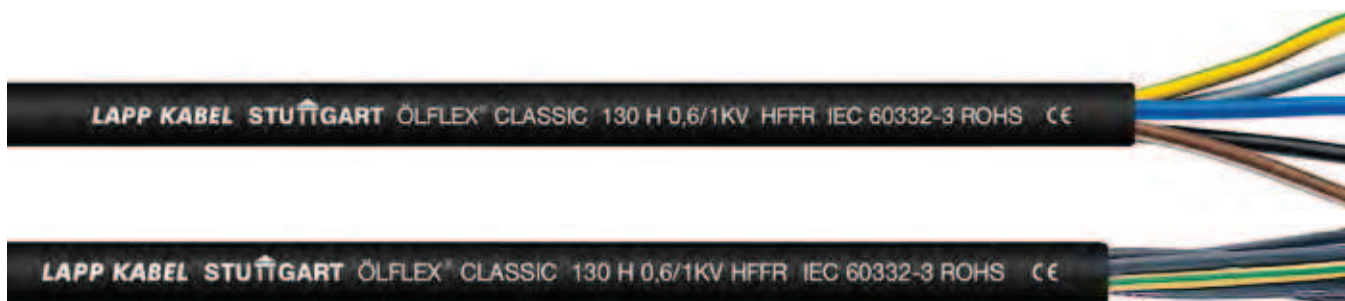 LAPP KABEL STUTTGART ÖLFLEX® CLASSIC 130 H 0,6/1KV HFFR IEC 60332-3 ROHS CE
LAPP KABEL STUTTGART ÖLFLEX® CLASSIC 130 H 0,6/1KV HFFR IEC 60332-3 ROHS CE